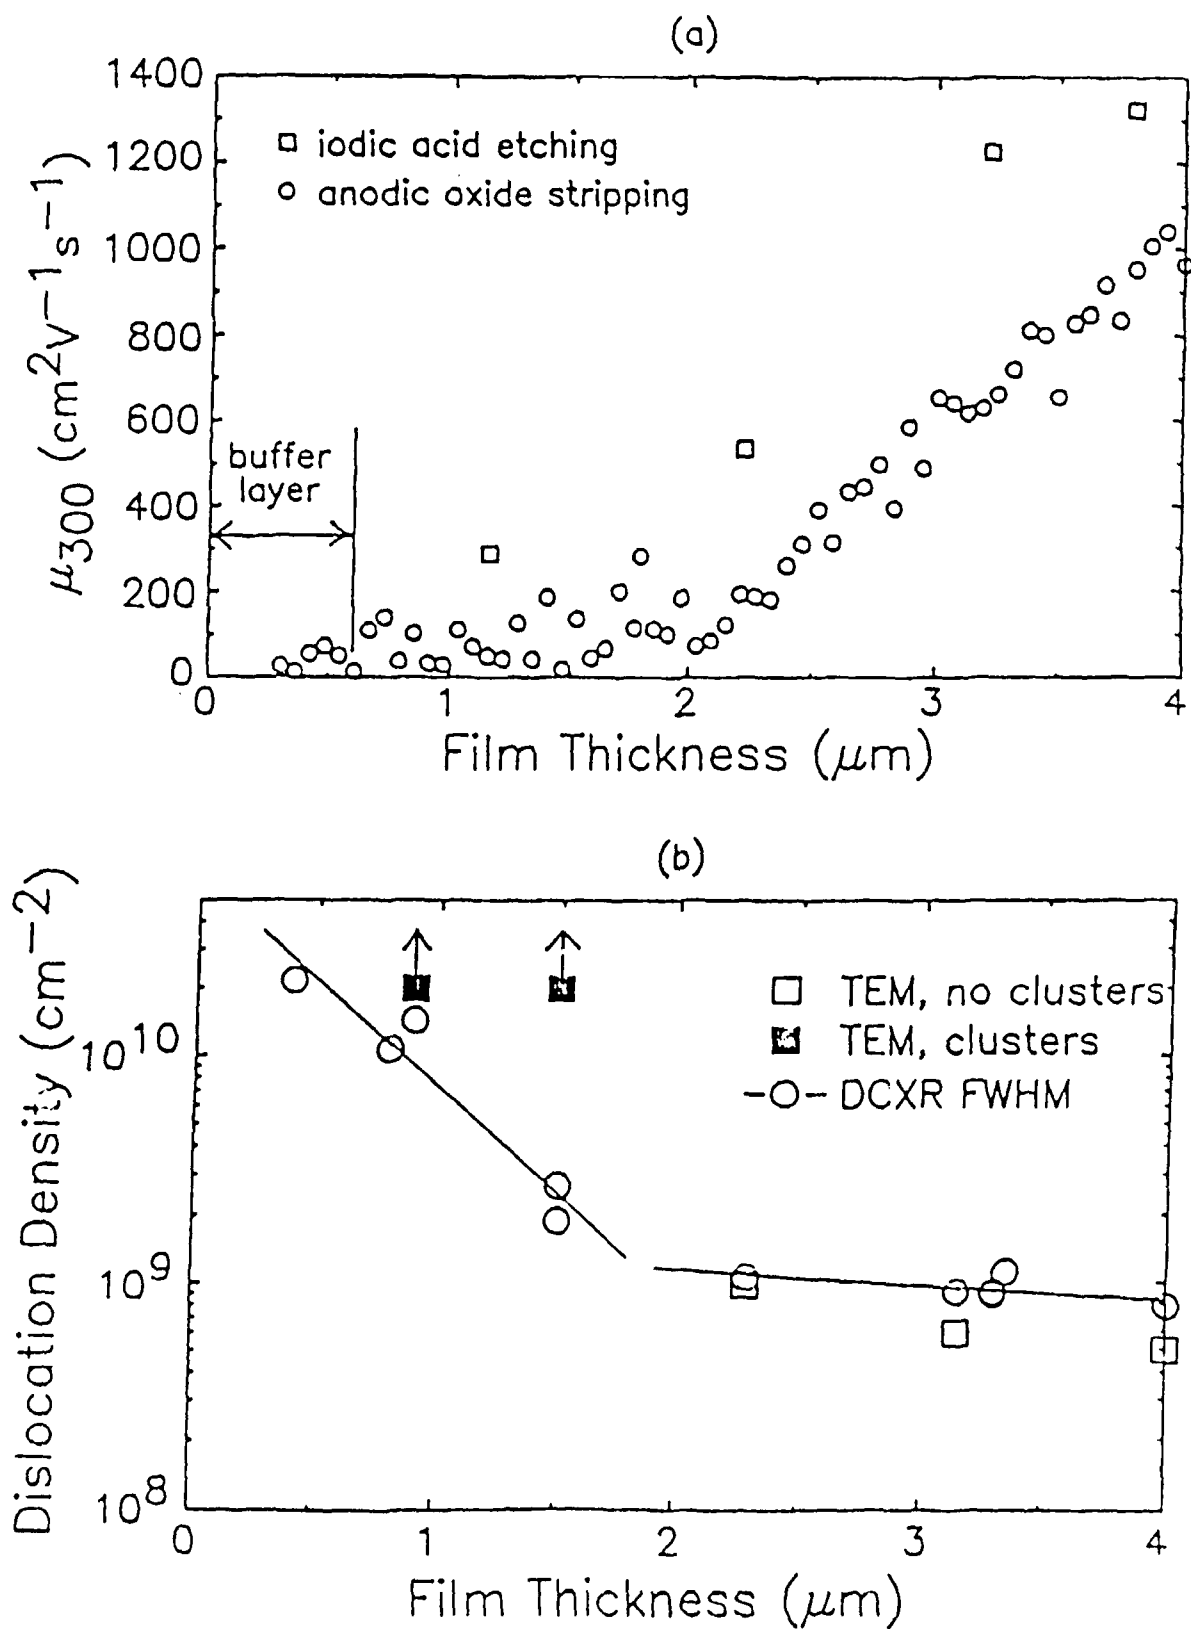 (a)
1400
1200
1000
800
600
400
200
0
μ300 (cm2V−1s−1)
□ iodic acid etching
○ anodic oxide stripping
buffer
layer
0 1 2 3 4
Film Thickness (μm)
(b)
Dislocation Density (cm−2)
1010
109
108
□ TEM, no clusters
■ TEM, clusters
–○– DCXR FWHM
0 1 2 3 4
Film Thickness (μm)